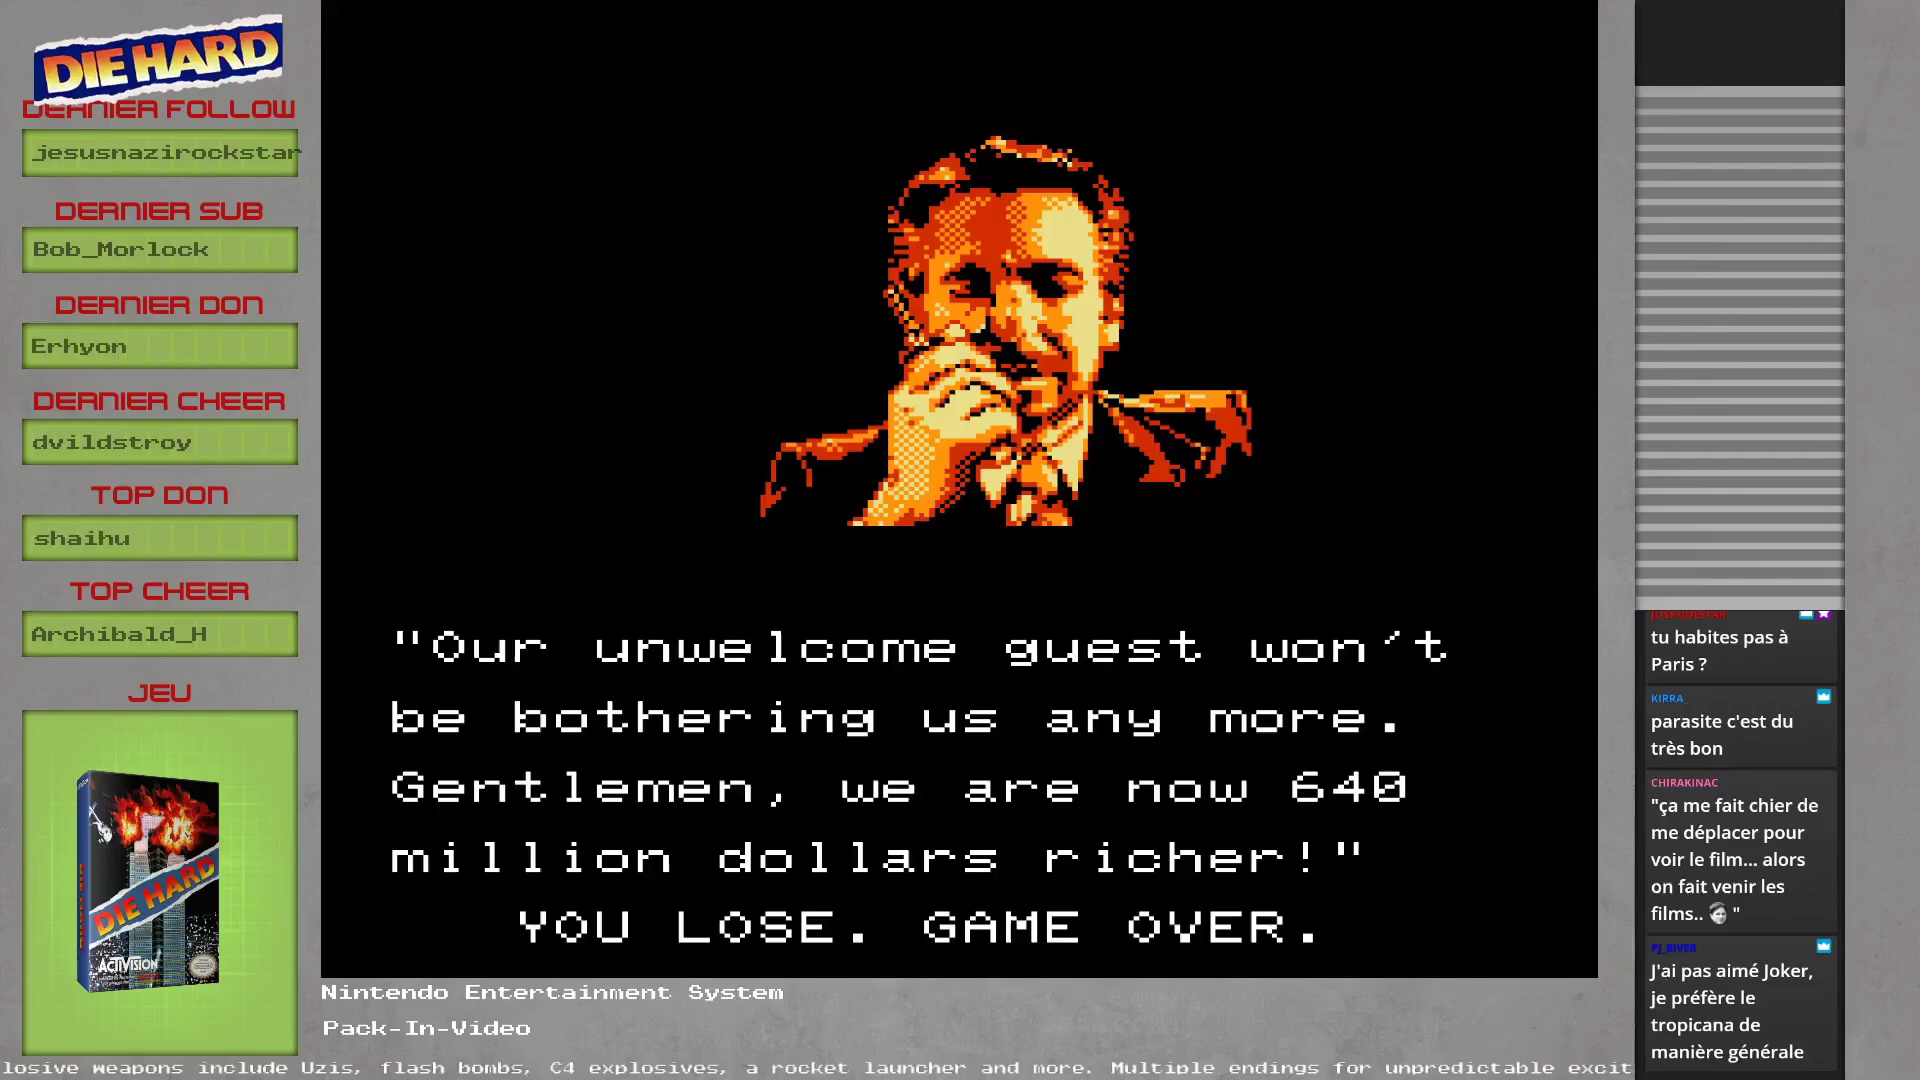 DIE HARD
DERNIER FOLLOW
jesusnazirockstar
DERNIER SUB
Bob_Morlock
DERNIER DON
Erhyon
DERNIER CHEER
dvildstroy
TOP DON
shaihu
TOP CHEER
Archibald_H
JEU
DIE HARD
DIE HARD
ACTIVISION
"Our unwelcome guest won't
be bothering us any more.
Gentlemen, we are now 640
million dollars richer!"
YOU LOSE. GAME OVER.
Nintendo Entertainment System
Pack-In-Video
losive weapons include Uzis, flash bombs, C4 explosives, a rocket launcher and more. Multiple endings for unpredictable excit
tu habites pas à
Paris ?
KIRRA_
parasite c'est du
très bon
CHIRAKINAC
"ça me fait chier de
me déplacer pour
voir le film... alors
on fait venir les
films.. "
PJ_RIVER
J'ai pas aimé Joker,
je préfère le
tropicana de
manière générale